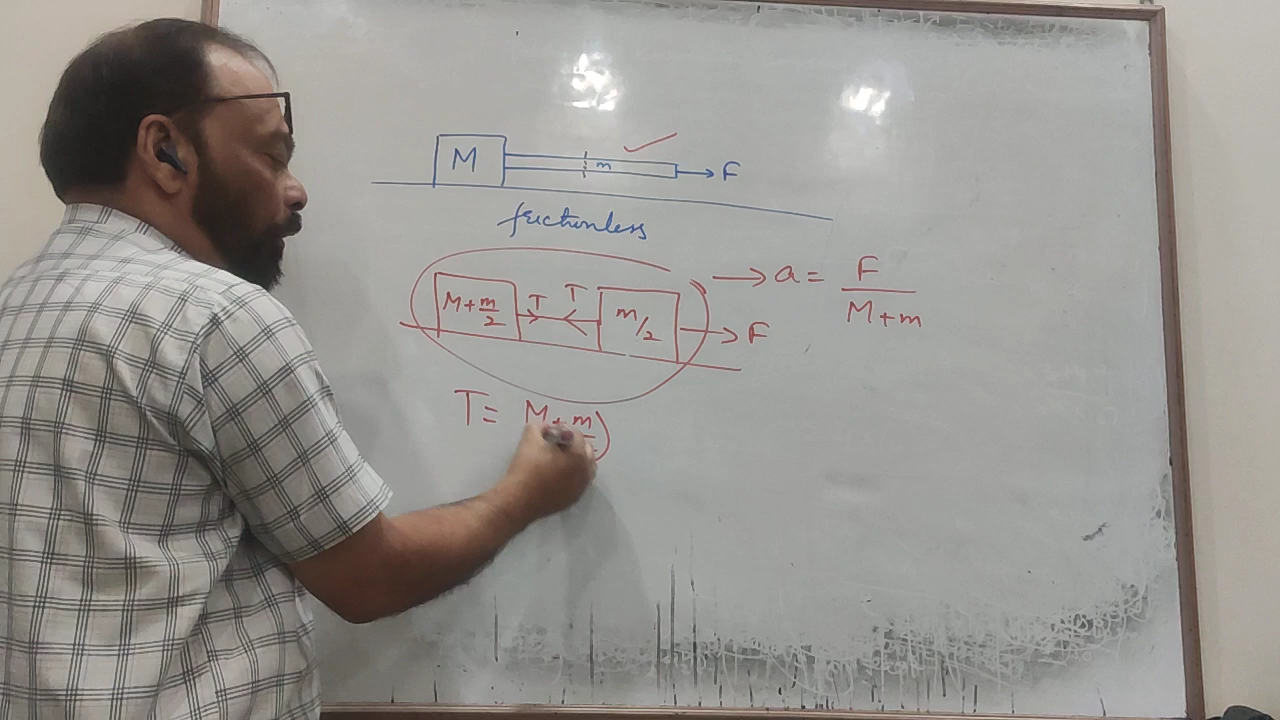 M m F
frictionless
M+m/2 T T m/2 F
a = F/M+m
T = M+m)